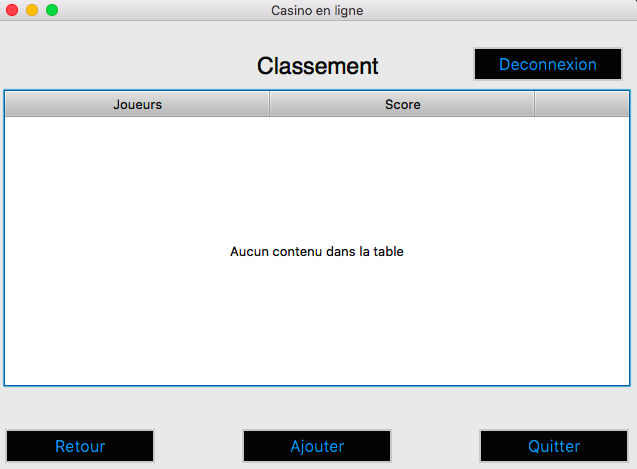 Casino en ligne
Classement
Deconnexion
Joueurs Score
Aucun contenu dans la table
Retour Ajouter Quitter